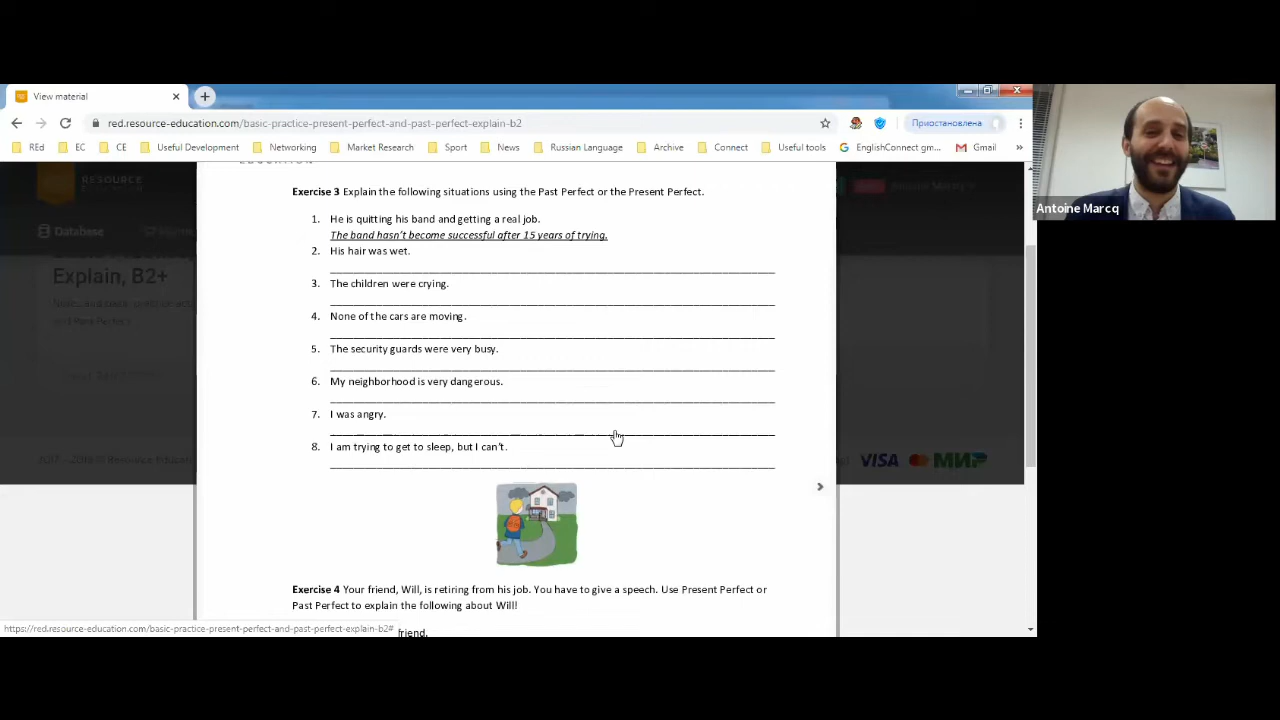 View material
red.resource-education.com/basic-practice-present-perfect-and-past-perfect-explain-b2
Приостановлена
REd EC CE Useful Development Networking Market Research Sport News Russian Language Archive Connect Useful tools EnglishConnect gm... Gmail »
Antoine Marcq
RESOURCE
Database
Explain, B2+
Exercise 3 Explain the following situations using the Past Perfect or the Present Perfect.
1. He is quitting his band and getting a real job.
The band hasn't become successful after 15 years of trying.
2. His hair was wet.
3. The children were crying.
4. None of the cars are moving.
5. The security guards were very busy.
6. My neighborhood is very dangerous.
7. I was angry.
8. I am trying to get to sleep, but I can't.
VISA МИР
Exercise 4 Your friend, Will, is retiring from his job. You have to give a speech. Use Present Perfect or
Past Perfect to explain the following about Will!
friend.
https://red.resource-education.com/basic-practice-present-perfect-and-past-perfect-explain-b2#